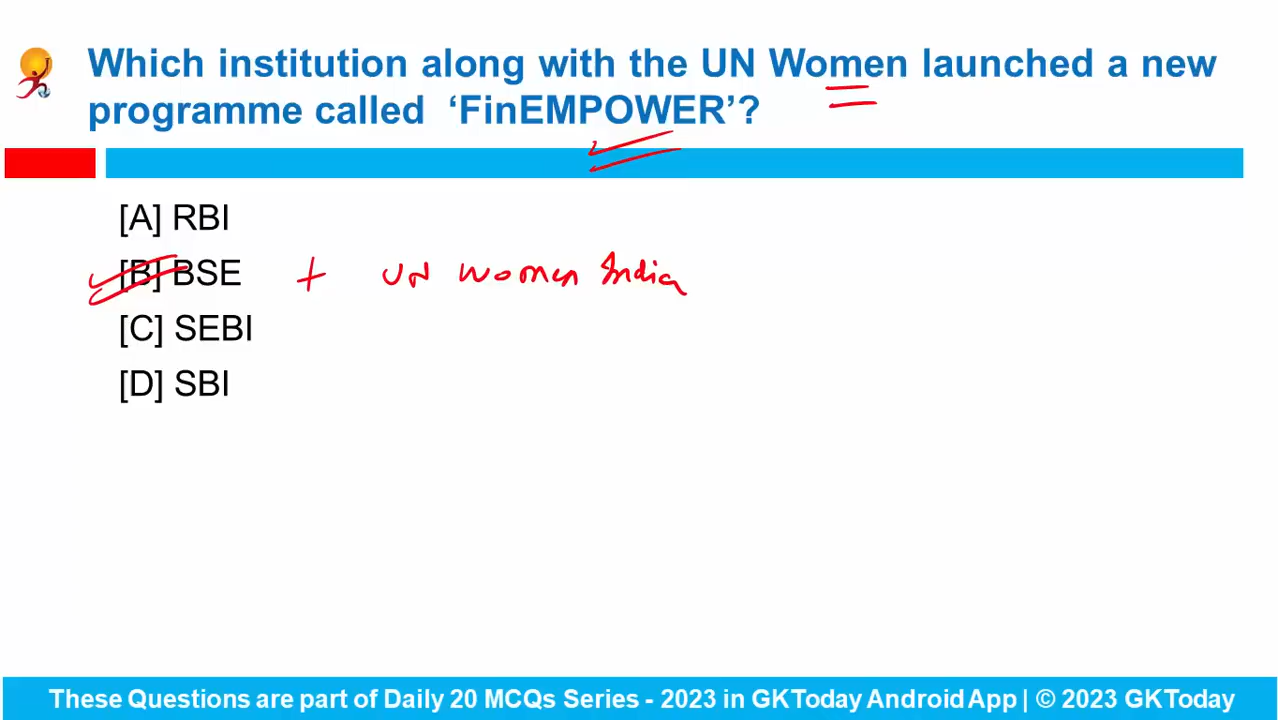 Which institution along with the UN Women launched a new
programme called ‘FinEMPOWER’?
[A] RBI
[B] BSE + UN Women India
[C] SEBI
[D] SBI
These Questions are part of Daily 20 MCQs Series - 2023 in GKToday Android App | © 2023 GKToday